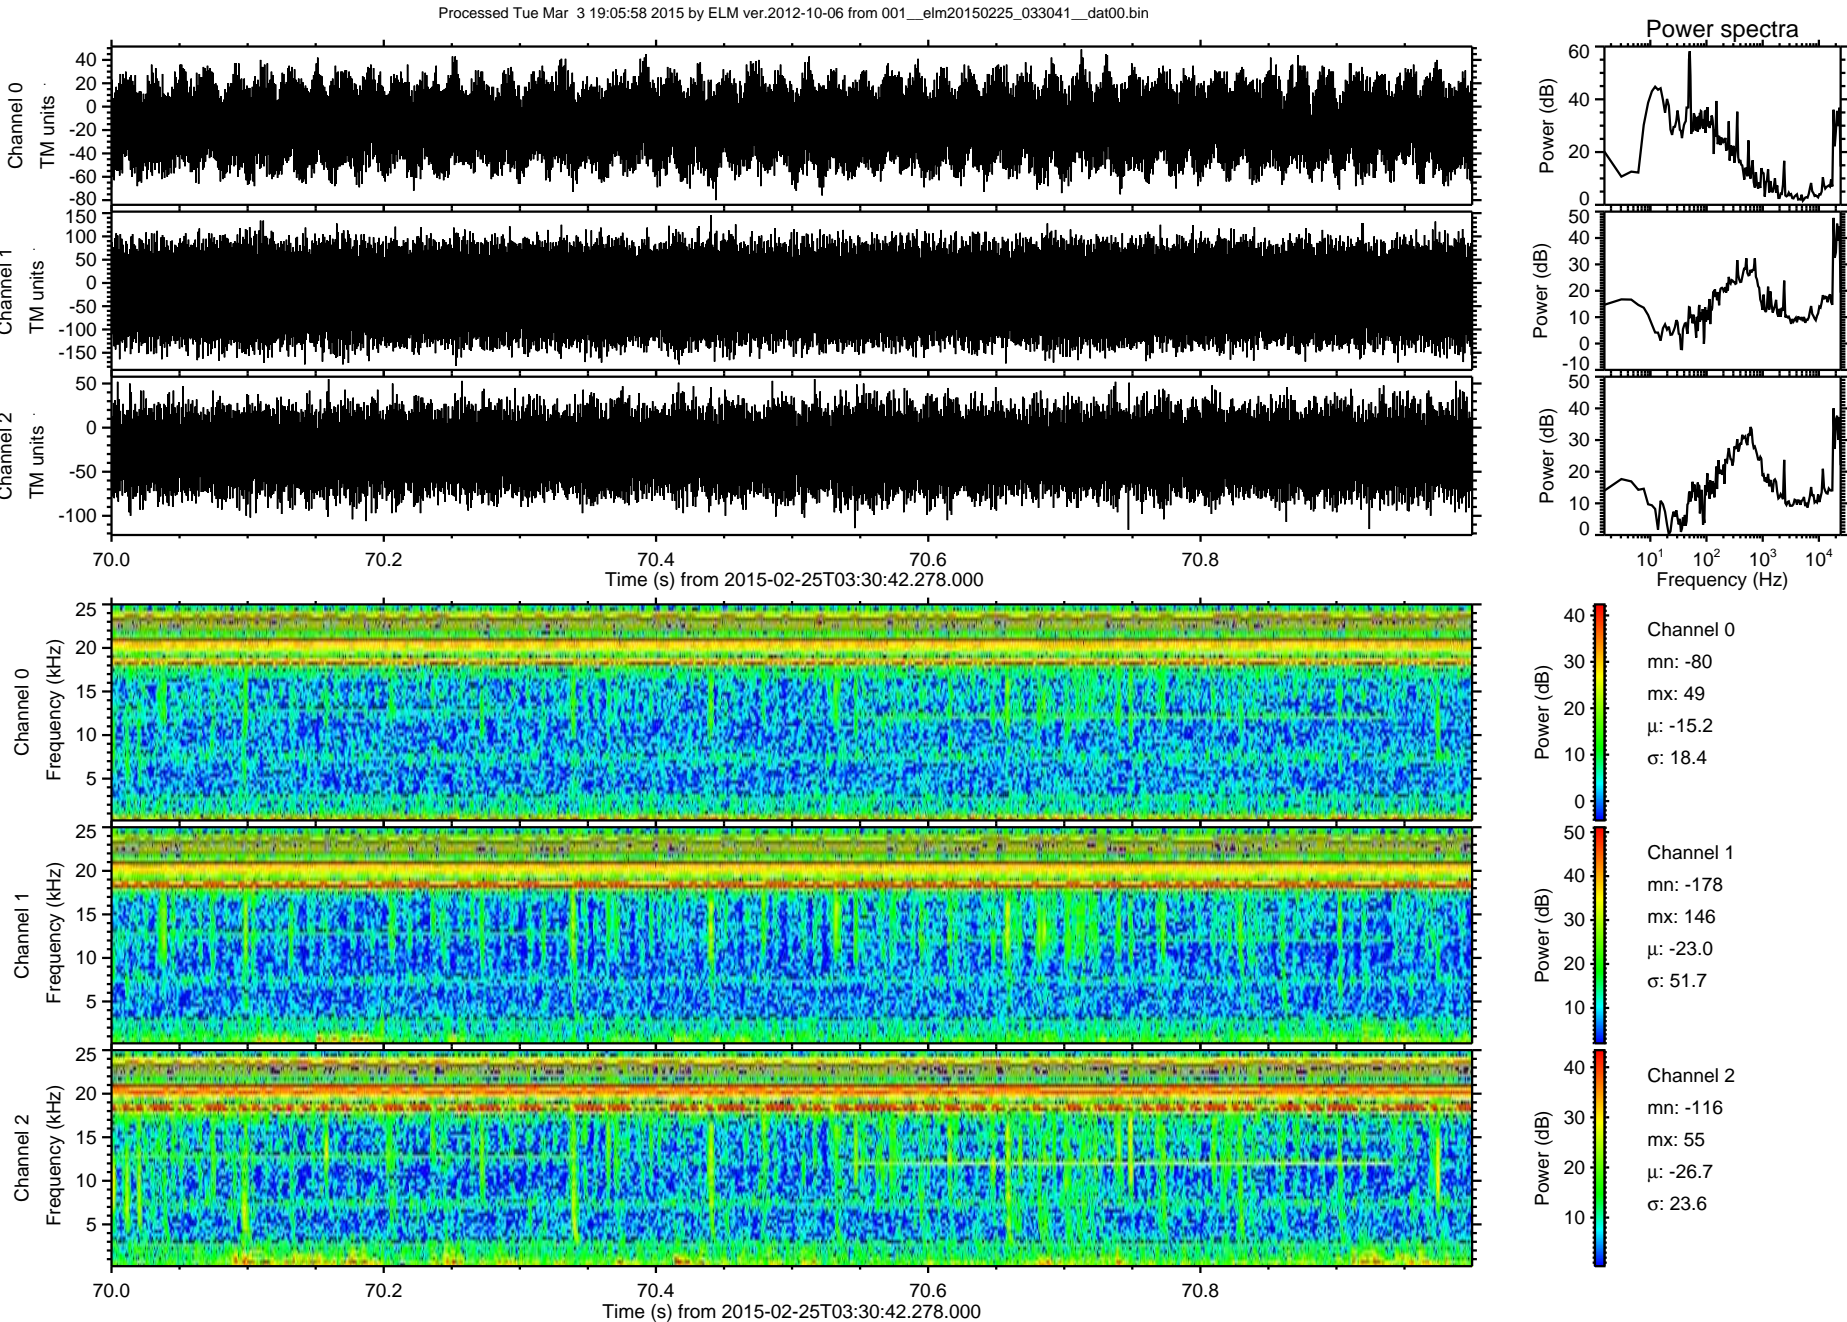 Processed Tue Mar  3 19:05:58 2015 by ELM ver.2012-10-06 from 001__elm20150225_033041__dat00.bin
Power spectra
Channel 0
TM units
40
20
0
-20
-40
-60
-80
Power (dB)
60
40
20
0
Channel 1
TM units
150
100
50
0
-50
-100
-150
Power (dB)
50
40
30
20
10
0
-10
Channel 2
TM units
50
0
-50
-100
Power (dB)
50
40
30
20
10
0
70.0 70.2 70.4 70.6 70.8
Time (s) from 2015-02-25T03:30:42.278.000
10¹ 10² 10³ 10⁴
Frequency (Hz)
Channel 0
Frequency (kHz)
25
20
15
10
5
Power (dB)
40
30
20
10
0
Channel 0
mn: -80
mx: 49
μ: -15.2
σ: 18.4
Channel 1
Frequency (kHz)
25
20
15
10
5
Power (dB)
50
40
30
20
10
Channel 1
mn: -178
mx: 146
μ: -23.0
σ: 51.7
Channel 2
Frequency (kHz)
25
20
15
10
5
Power (dB)
40
30
20
10
Channel 2
mn: -116
mx: 55
μ: -26.7
σ: 23.6
70.0 70.2 70.4 70.6 70.8
Time (s) from 2015-02-25T03:30:42.278.000